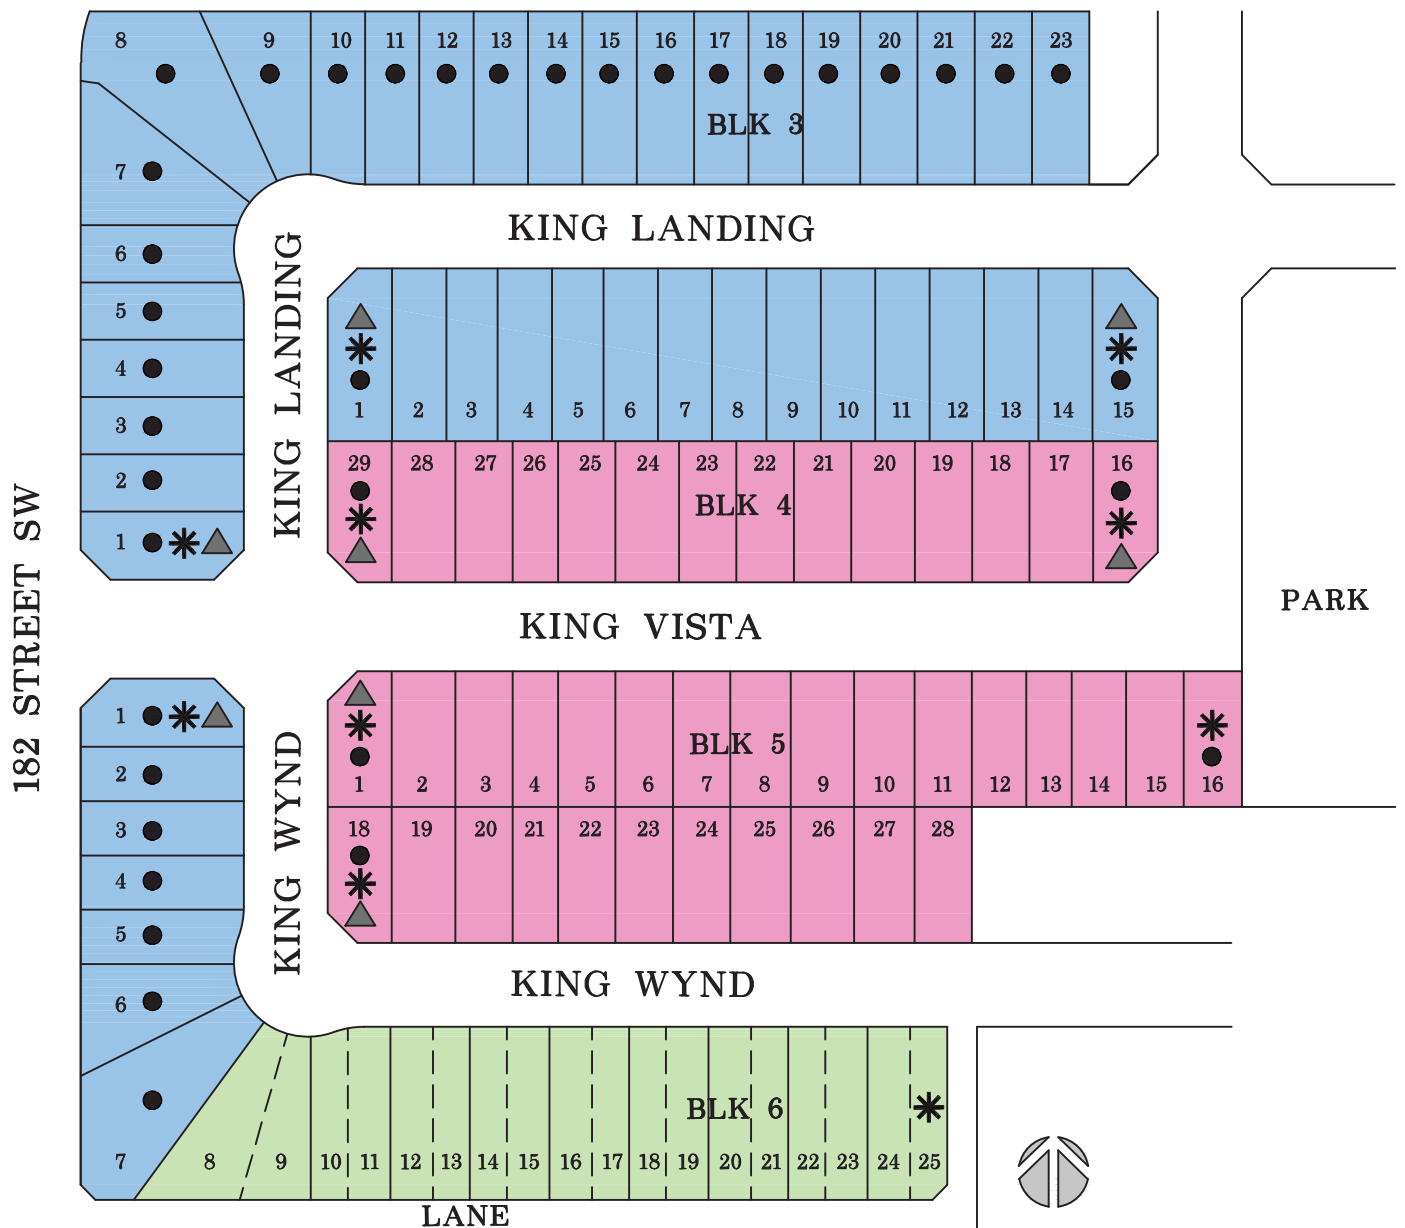 8 9 10 11 12 13 14 15 16 17 18 19 20 21 22 23
BLK 3
7
KING LANDING
6
5
4
3
2
1
KING LANDING
1 2 3 4 5 6 7 8 9 10 11 12 13 14 15
29 28 27 26 25 24 23 22 21 20 19 18 17 16
BLK 4
182 STREET SW
KING VISTA
PARK
1
2
3
4
5
6
7
KING WYND
BLK 5
1 2 3 4 5 6 7 8 9 10 11 12 13 14 15 16
18 19 20 21 22 23 24 25 26 27 28
KING WYND
BLK 6
8 9 10 11 12 13 14 15 16 17 18 19 20 21 22 23 24 25
LANE